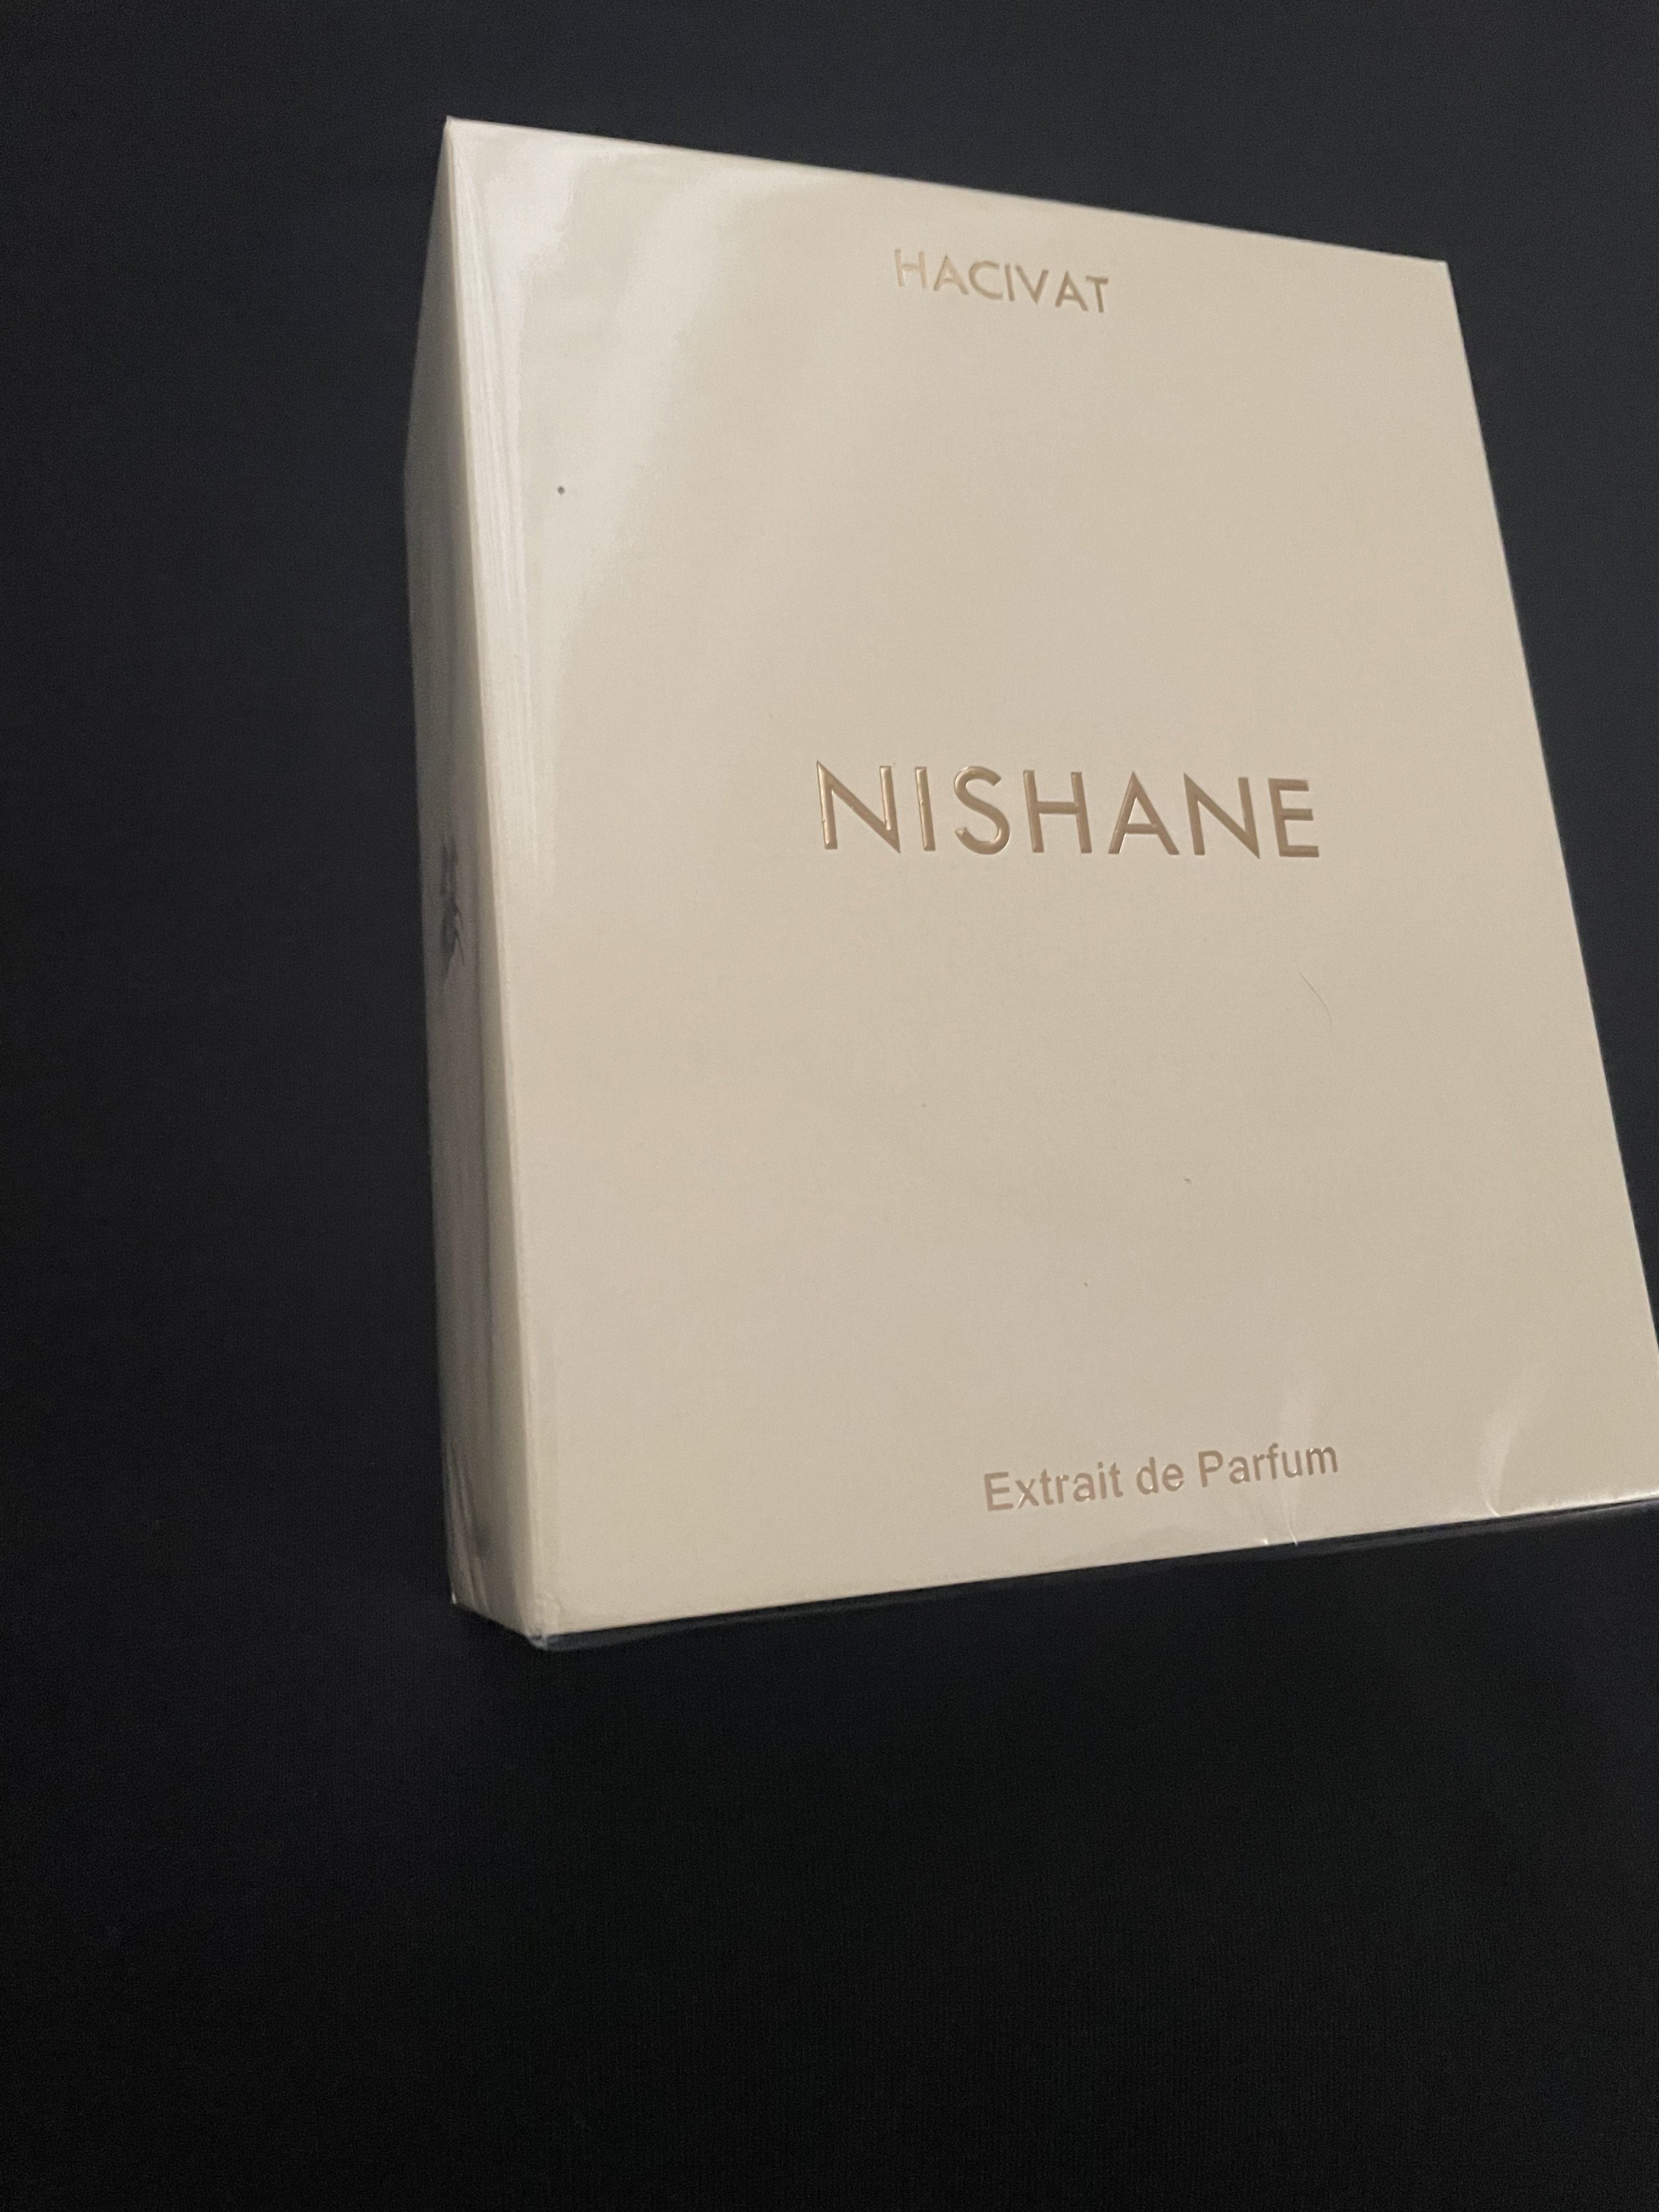 HACIVAT
NISHANE
Extrait de Parfum